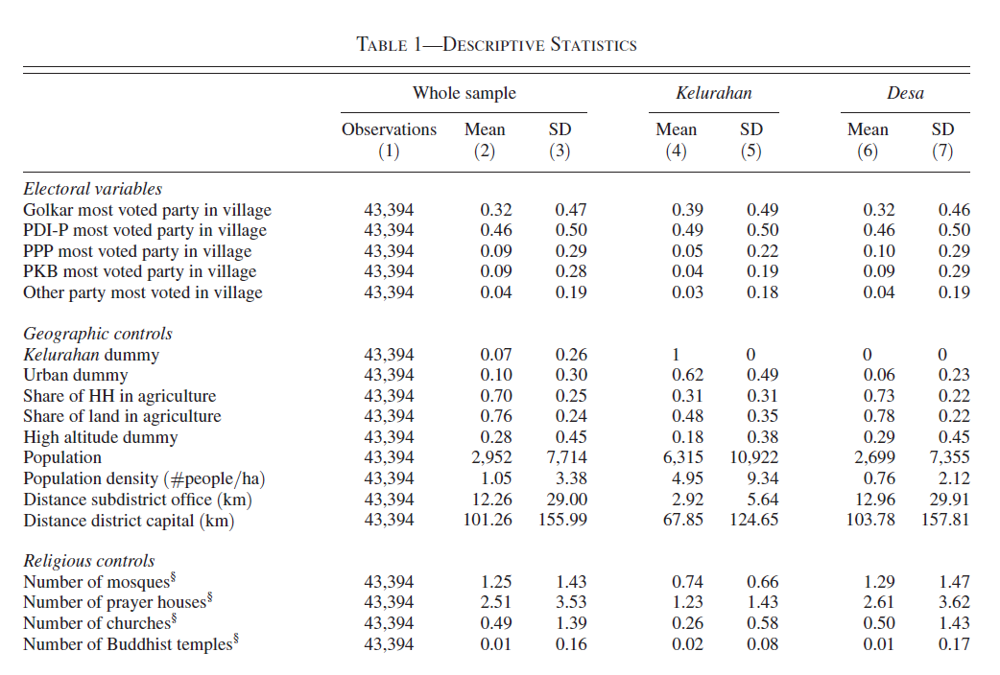 TABLE 1—DESCRIPTIVE STATISTICS
Whole sample Kelurahan Desa
Observations Mean SD Mean SD Mean SD
(1) (2) (3) (4) (5) (6) (7)
Electoral variables
Golkar most voted party in village 43,394 0.32 0.47 0.39 0.49 0.32 0.46
PDI-P most voted party in village 43,394 0.46 0.50 0.49 0.50 0.46 0.50
PPP most voted party in village 43,394 0.09 0.29 0.05 0.22 0.10 0.29
PKB most voted party in village 43,394 0.09 0.28 0.04 0.19 0.09 0.29
Other party most voted in village 43,394 0.04 0.19 0.03 0.18 0.04 0.19
Geographic controls
Kelurahan dummy 43,394 0.07 0.26 1 0 0 0
Urban dummy 43,394 0.10 0.30 0.62 0.49 0.06 0.23
Share of HH in agriculture 43,394 0.70 0.25 0.31 0.31 0.73 0.22
Share of land in agriculture 43,394 0.76 0.24 0.48 0.35 0.78 0.22
High altitude dummy 43,394 0.28 0.45 0.18 0.38 0.29 0.45
Population 43,394 2,952 7,714 6,315 10,922 2,699 7,355
Population density (#people/ha) 43,394 1.05 3.38 4.95 9.34 0.76 2.12
Distance subdistrict office (km) 43,394 12.26 29.00 2.92 5.64 12.96 29.91
Distance district capital (km) 43,394 101.26 155.99 67.85 124.65 103.78 157.81
Religious controls
Number of mosques§ 43,394 1.25 1.43 0.74 0.66 1.29 1.47
Number of prayer houses§ 43,394 2.51 3.53 1.23 1.43 2.61 3.62
Number of churches§ 43,394 0.49 1.39 0.26 0.58 0.50 1.43
Number of Buddhist temples§ 43,394 0.01 0.16 0.02 0.08 0.01 0.17